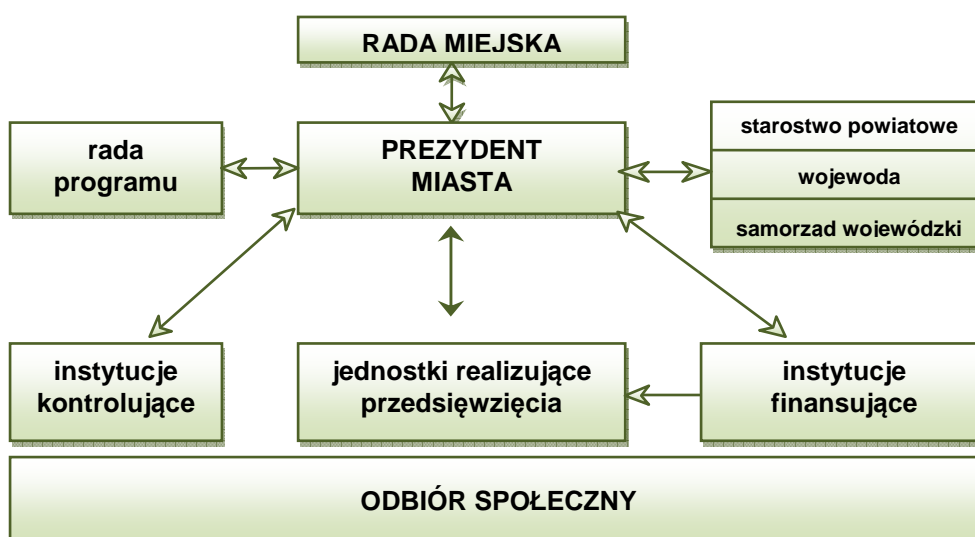 RADA MIEJSKA
rada
programu
PREZYDENT
MIASTA
starostwo powiatowe
wojewoda
samorząd wojewódzki
instytucje
kontrolujące
jednostki realizujące
przedsięwzięcia
instytucje
finansujące
ODBIÓR SPOŁECZNY